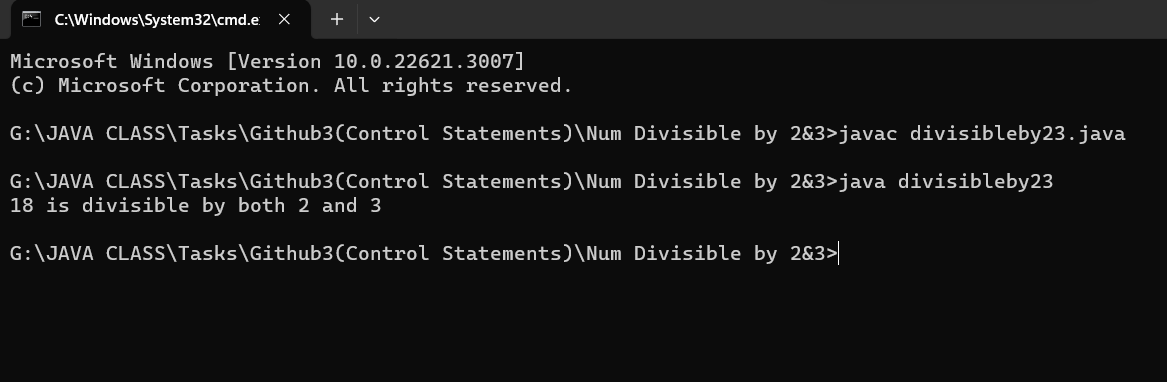 C:\Windows\System32\cmd.e
Microsoft Windows [Version 10.0.22621.3007]
(c) Microsoft Corporation. All rights reserved.
G:\JAVA CLASS\Tasks\Github3(Control Statements)\Num Divisible by 2&3>javac divisibleby23.java
G:\JAVA CLASS\Tasks\Github3(Control Statements)\Num Divisible by 2&3>java divisibleby23
18 is divisible by both 2 and 3
G:\JAVA CLASS\Tasks\Github3(Control Statements)\Num Divisible by 2&3>